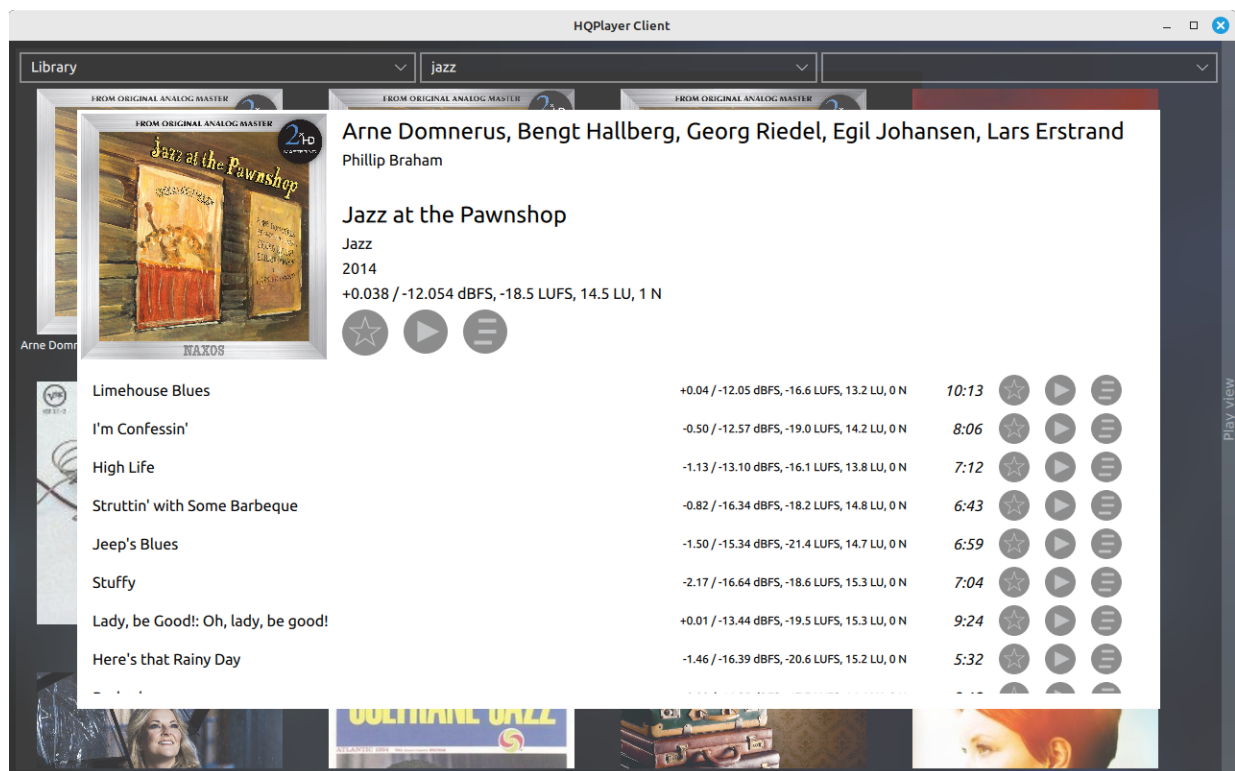 HQPlayer Client
Library
jazz
FROM ORIGINAL ANALOG MASTER
FROM ORIGINAL ANALOG MASTER
FROM ORIGINAL ANALOG MASTER
FROM ORIGINAL ANALOG MASTER
2xHD
MASTERING
Jazz at the Pawnshop
NAXOS
Arne Domnerus, Bengt Hallberg, Georg Riedel, Egil Johansen, Lars Erstrand
Phillip Braham
Jazz at the Pawnshop
Jazz
2014
+0.038 / -12.054 dBFS, -18.5 LUFS, 14.5 LU, 1 N
Arne Domn
Limehouse Blues +0.04 / -12.05 dBFS, -16.6 LUFS, 13.2 LU, 0 N 10:13
I'm Confessin' -0.50 / -12.57 dBFS, -19.0 LUFS, 14.2 LU, 0 N 8:06
High Life -1.13 / -13.10 dBFS, -16.1 LUFS, 13.8 LU, 0 N 7:12
Struttin' with Some Barbeque -0.82 / -16.34 dBFS, -18.2 LUFS, 14.8 LU, 0 N 6:43
Jeep's Blues -1.50 / -15.34 dBFS, -21.4 LUFS, 14.7 LU, 0 N 6:59
Stuffy -2.17 / -16.64 dBFS, -18.6 LUFS, 15.3 LU, 0 N 7:04
Lady, be Good!: Oh, lady, be good! +0.01 / -13.44 dBFS, -19.5 LUFS, 15.3 LU, 0 N 9:24
Here's that Rainy Day -1.46 / -16.39 dBFS, -20.6 LUFS, 15.2 LU, 0 N 5:32
Play view
COLTRANE JAZZ